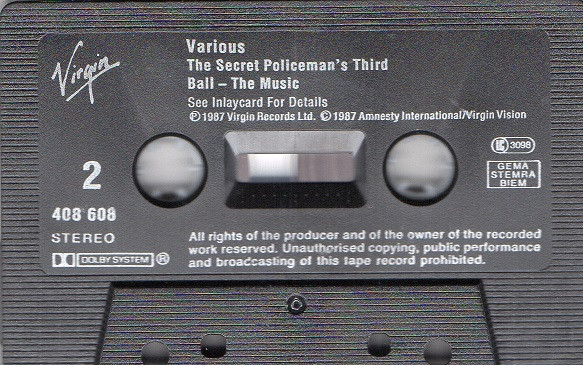 Virgin
Various
The Secret Policeman's Third
Ball – The Music
See Inlaycard For Details
℗ 1987 Virgin Records Ltd. © 1987 Amnesty International/Virgin Vision
3098
GEMA
STEMRA
BIEM
2
408 608
STEREO
DOLBY SYSTEM ®
All rights of the producer and of the owner of the recorded
work reserved. Unauthorised copying, public performance
and broadcasting of this tape record prohibited.